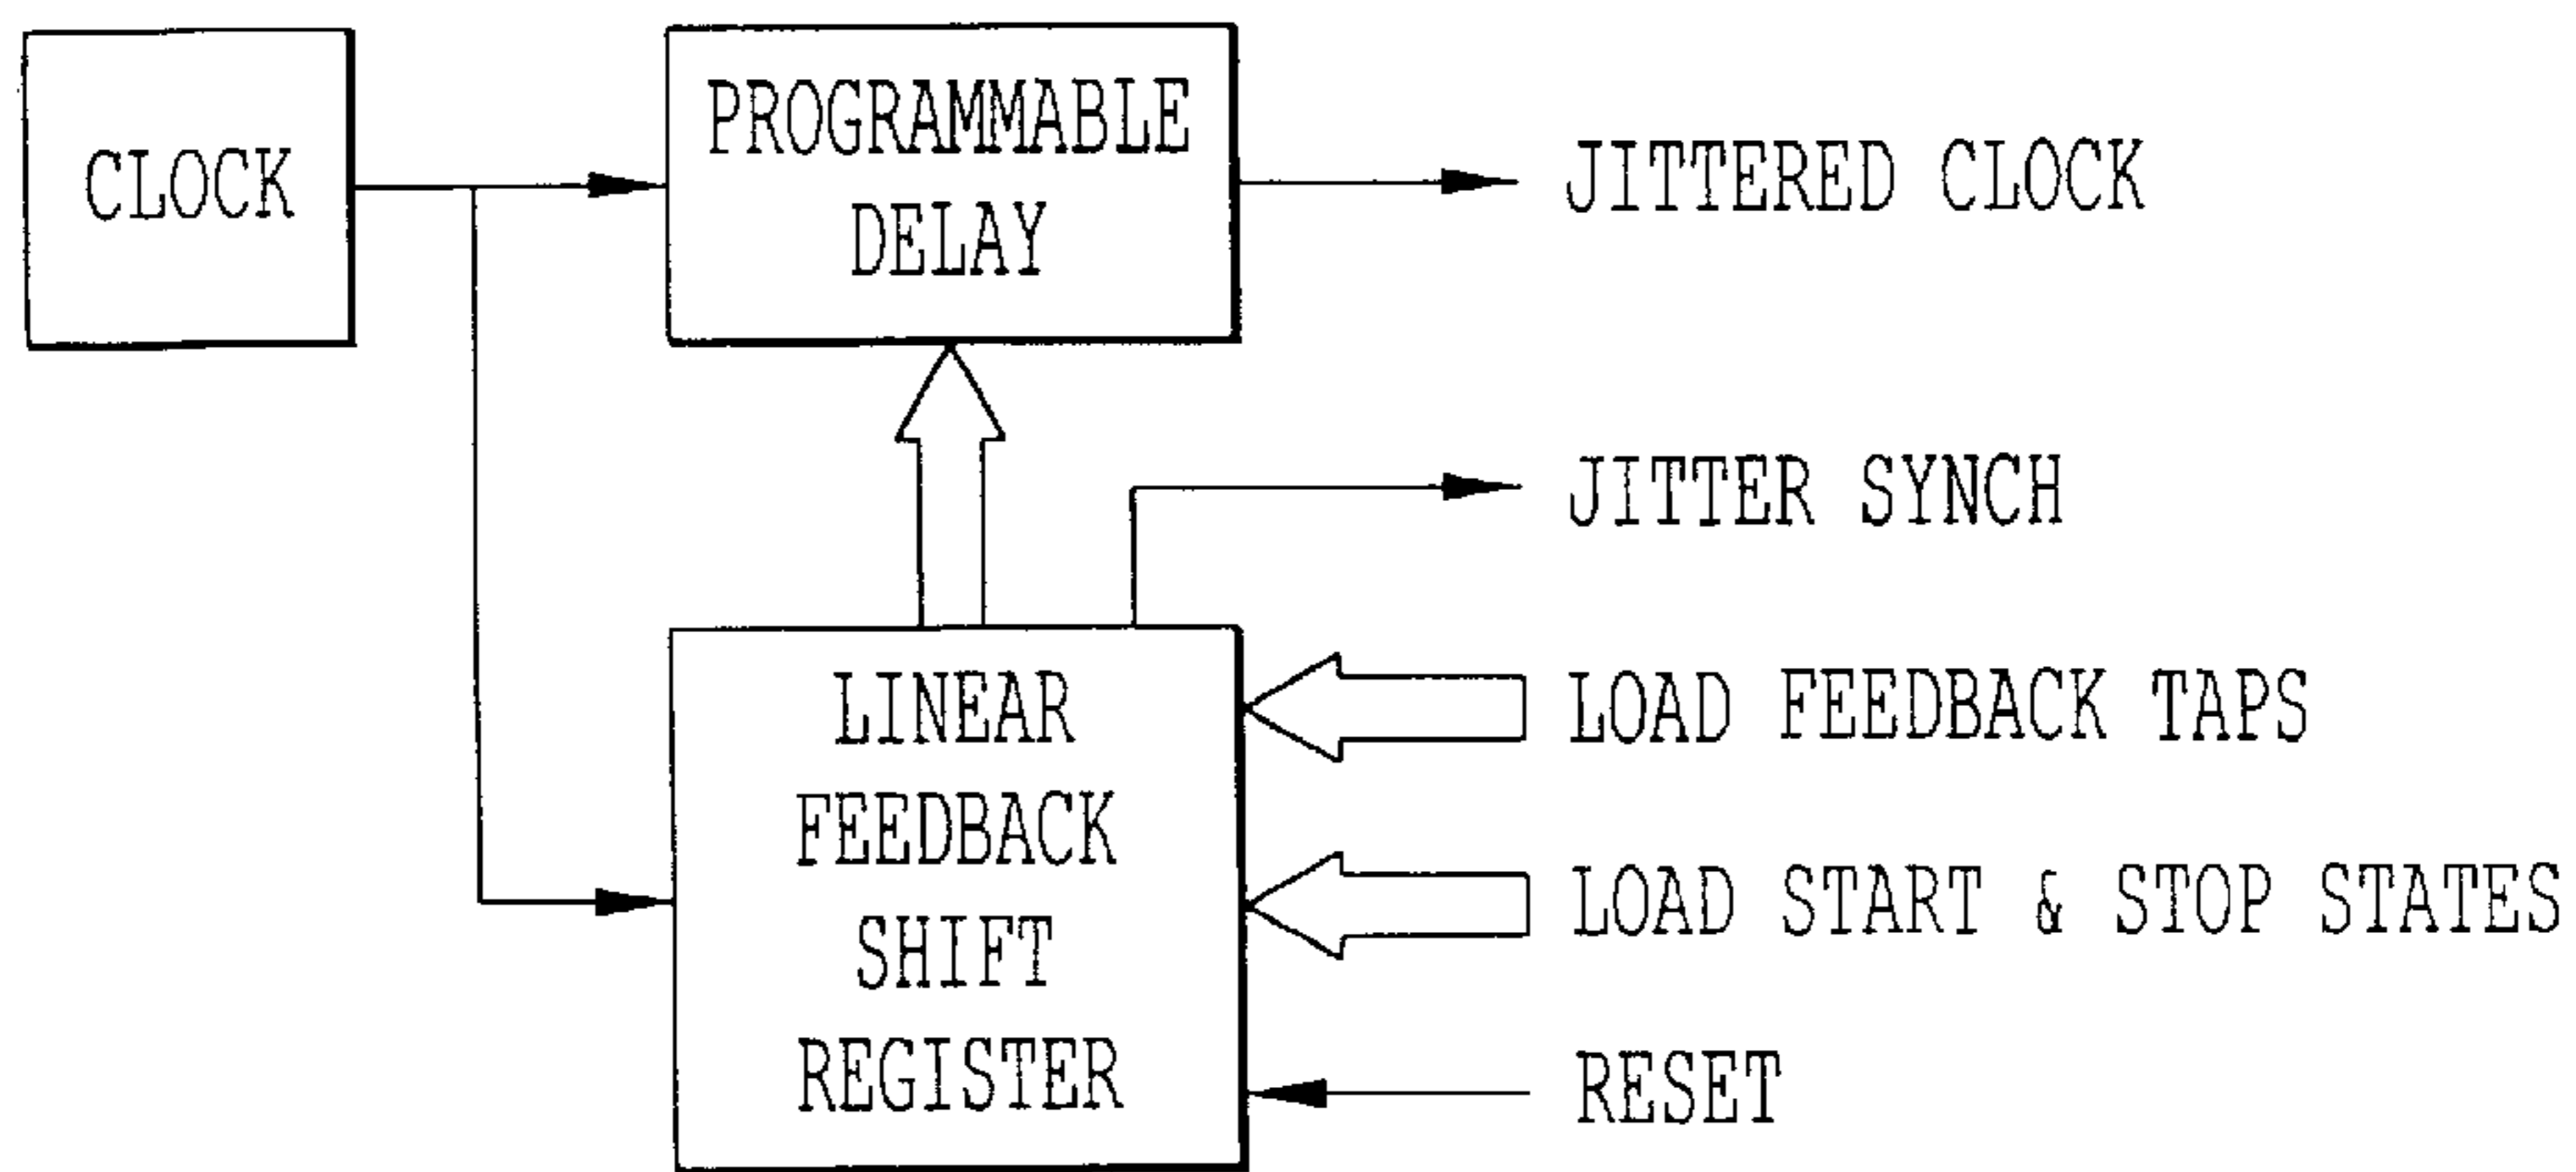 CLOCK
PROGRAMMABLE
DELAY
JITTERED CLOCK
JITTER SYNCH
LINEAR
FEEDBACK
SHIFT
REGISTER
LOAD FEEDBACK TAPS
LOAD START & STOP STATES
RESET